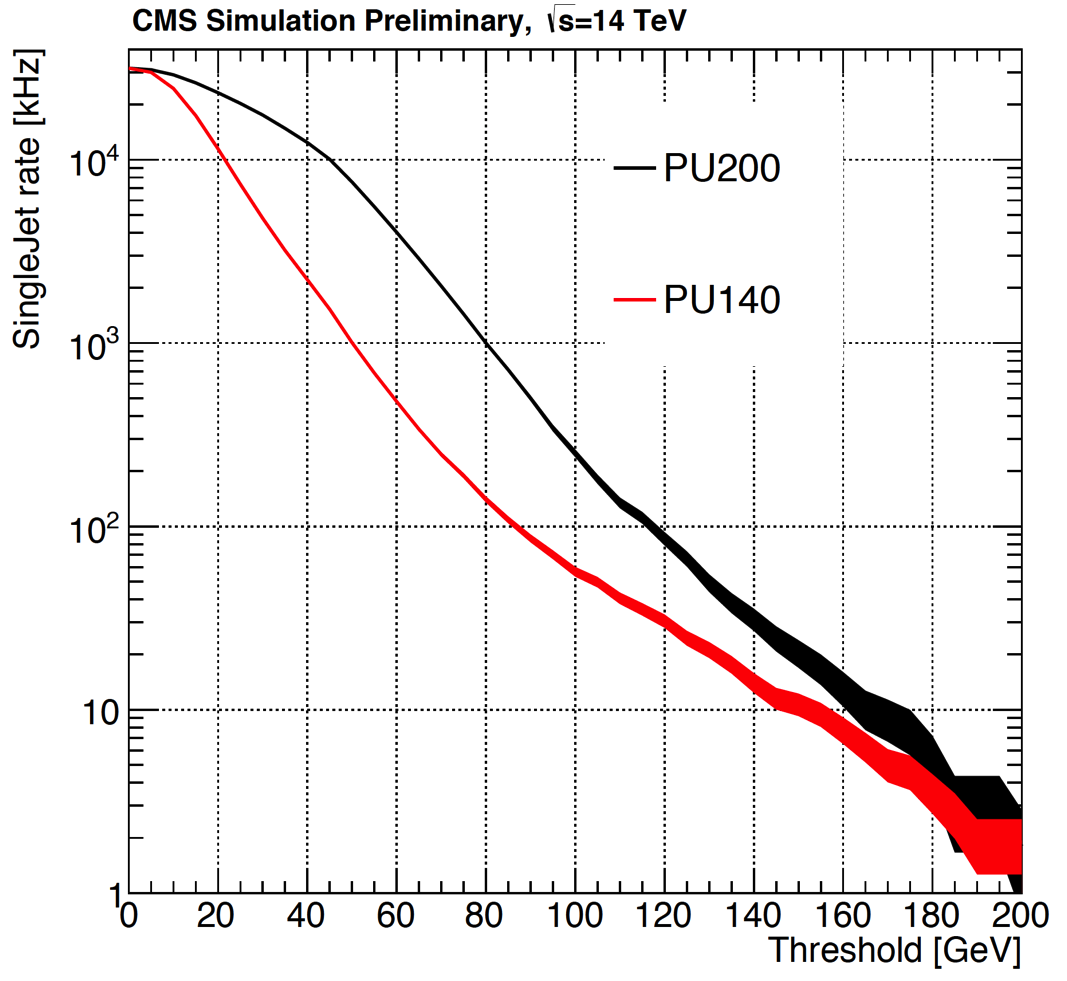 CMS Simulation Preliminary, √s=14 TeV
SingleJet rate [kHz]
10⁴
10³
10²
10
1
PU200
PU140
0 20 40 60 80 100 120 140 160 180 200
Threshold [GeV]